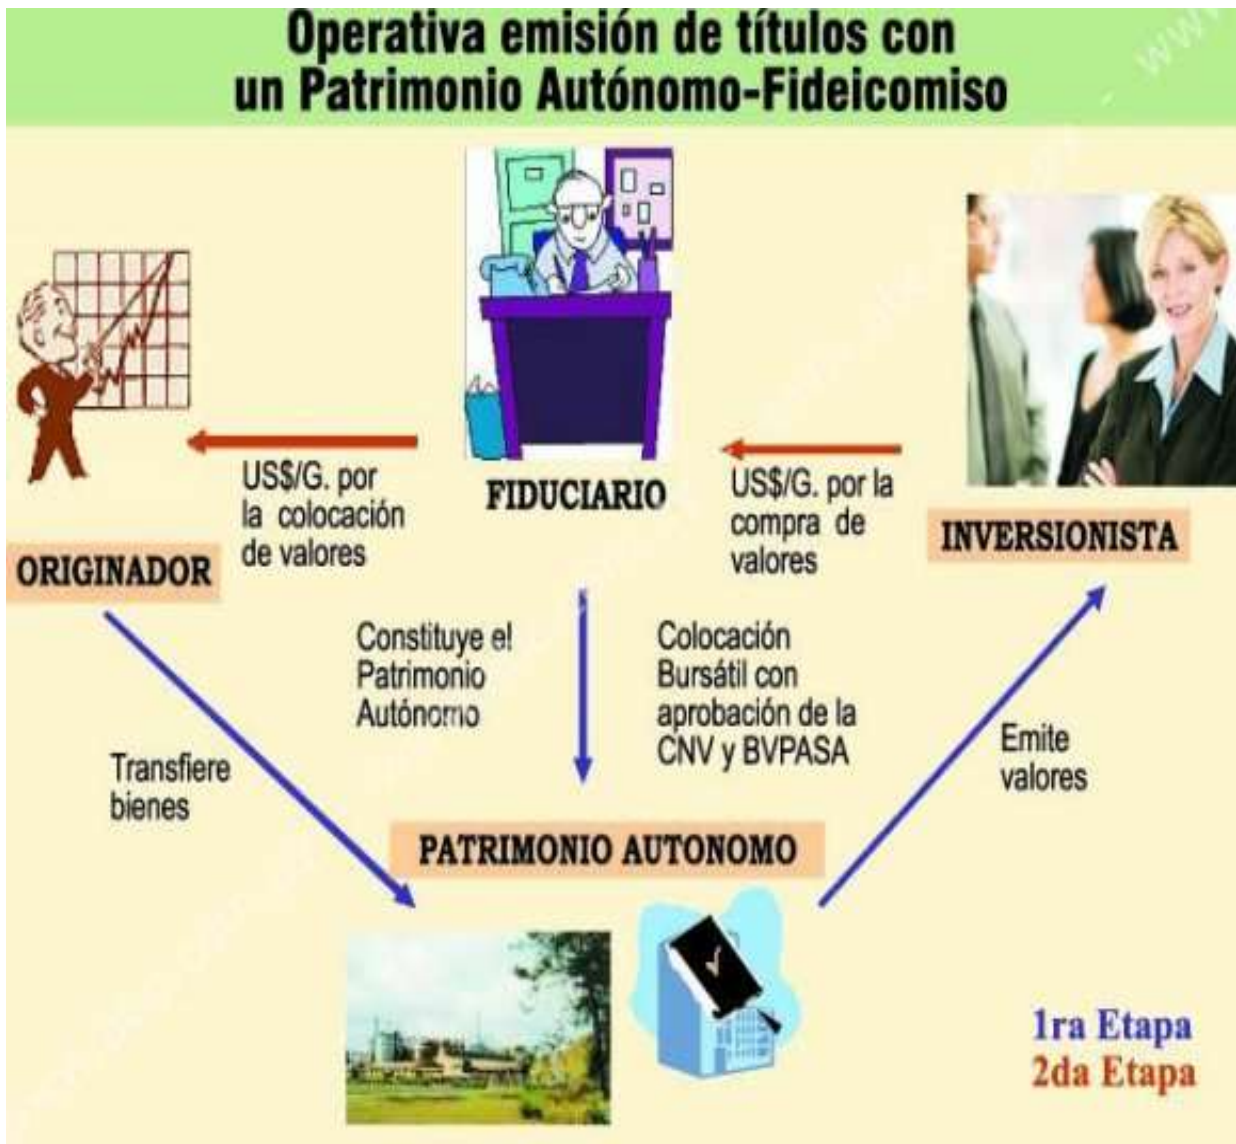 Operativa emisión de títulos con
un Patrimonio Autónomo-Fideicomiso
US$/G. por
la colocación
de valores
FIDUCIARIO
US$/G. por la
compra de
valores
INVERSIONISTA
ORIGINADOR
Constituye el
Patrimonio
Autónomo
Colocación
Bursátil con
aprobación de la
CNV y BVPASA
Transfiere
bienes
Emite
valores
PATRIMONIO AUTONOMO
1ra Etapa
2da Etapa